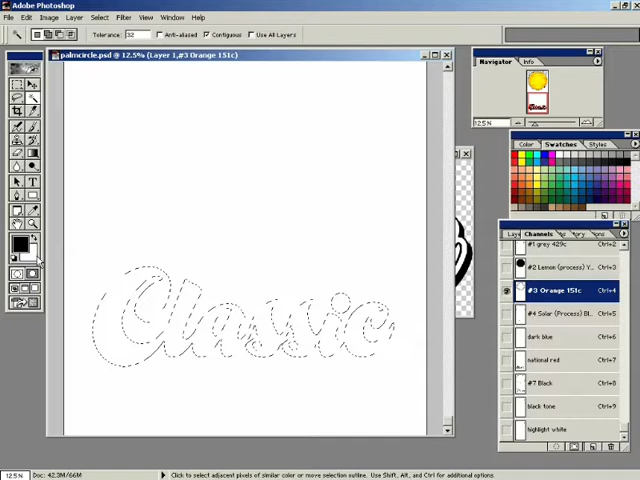 Adobe Photoshop
File Edit Image Layer Select Filter View Window Help
Tolerance: 32 Anti-aliased Contiguous Use All Layers
palmcircle.psd @ 12.5% (Layer 1,#3 Orange 151c)
Navigator Info
Classic
12.5%
Color Swatches Styles
Channels
#1 grey 429c Ctrl+2
#2 Lemon (process) Y... Ctrl+3
#3 Orange 151c Ctrl+4
#4 Solar (Process) Bl... Ctrl+5
dark blue Ctrl+6
national red Ctrl+7
#7 Black Ctrl+8
black tone Ctrl+9
highlight white
Classic
12.5% Doc: 42.3M/66M Click to select adjacent pixels of similar color or move selection outline. Use Shift, Alt, and Ctrl for additional options